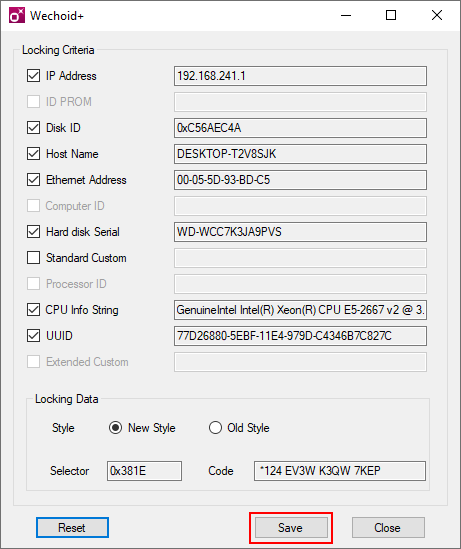 Wechoid+
Locking Criteria
IP Address 192.168.241.1
ID PROM
Disk ID 0xC56AEC4A
Host Name DESKTOP-T2V8SJK
Ethernet Address 00-05-5D-93-BD-C5
Computer ID
Hard disk Serial WD-WCC7K3JA9PVS
Standard Custom
Processor ID
CPU Info String GenuineIntel Intel(R) Xeon(R) CPU E5-2667 v2 @ 3.
UUID 77D26880-5EBF-11E4-979D-C4346B7C827C
Extended Custom
Locking Data
Style New Style Old Style
Selector 0x381E Code *124 EV3W K3QW 7KEP
Reset Save Close